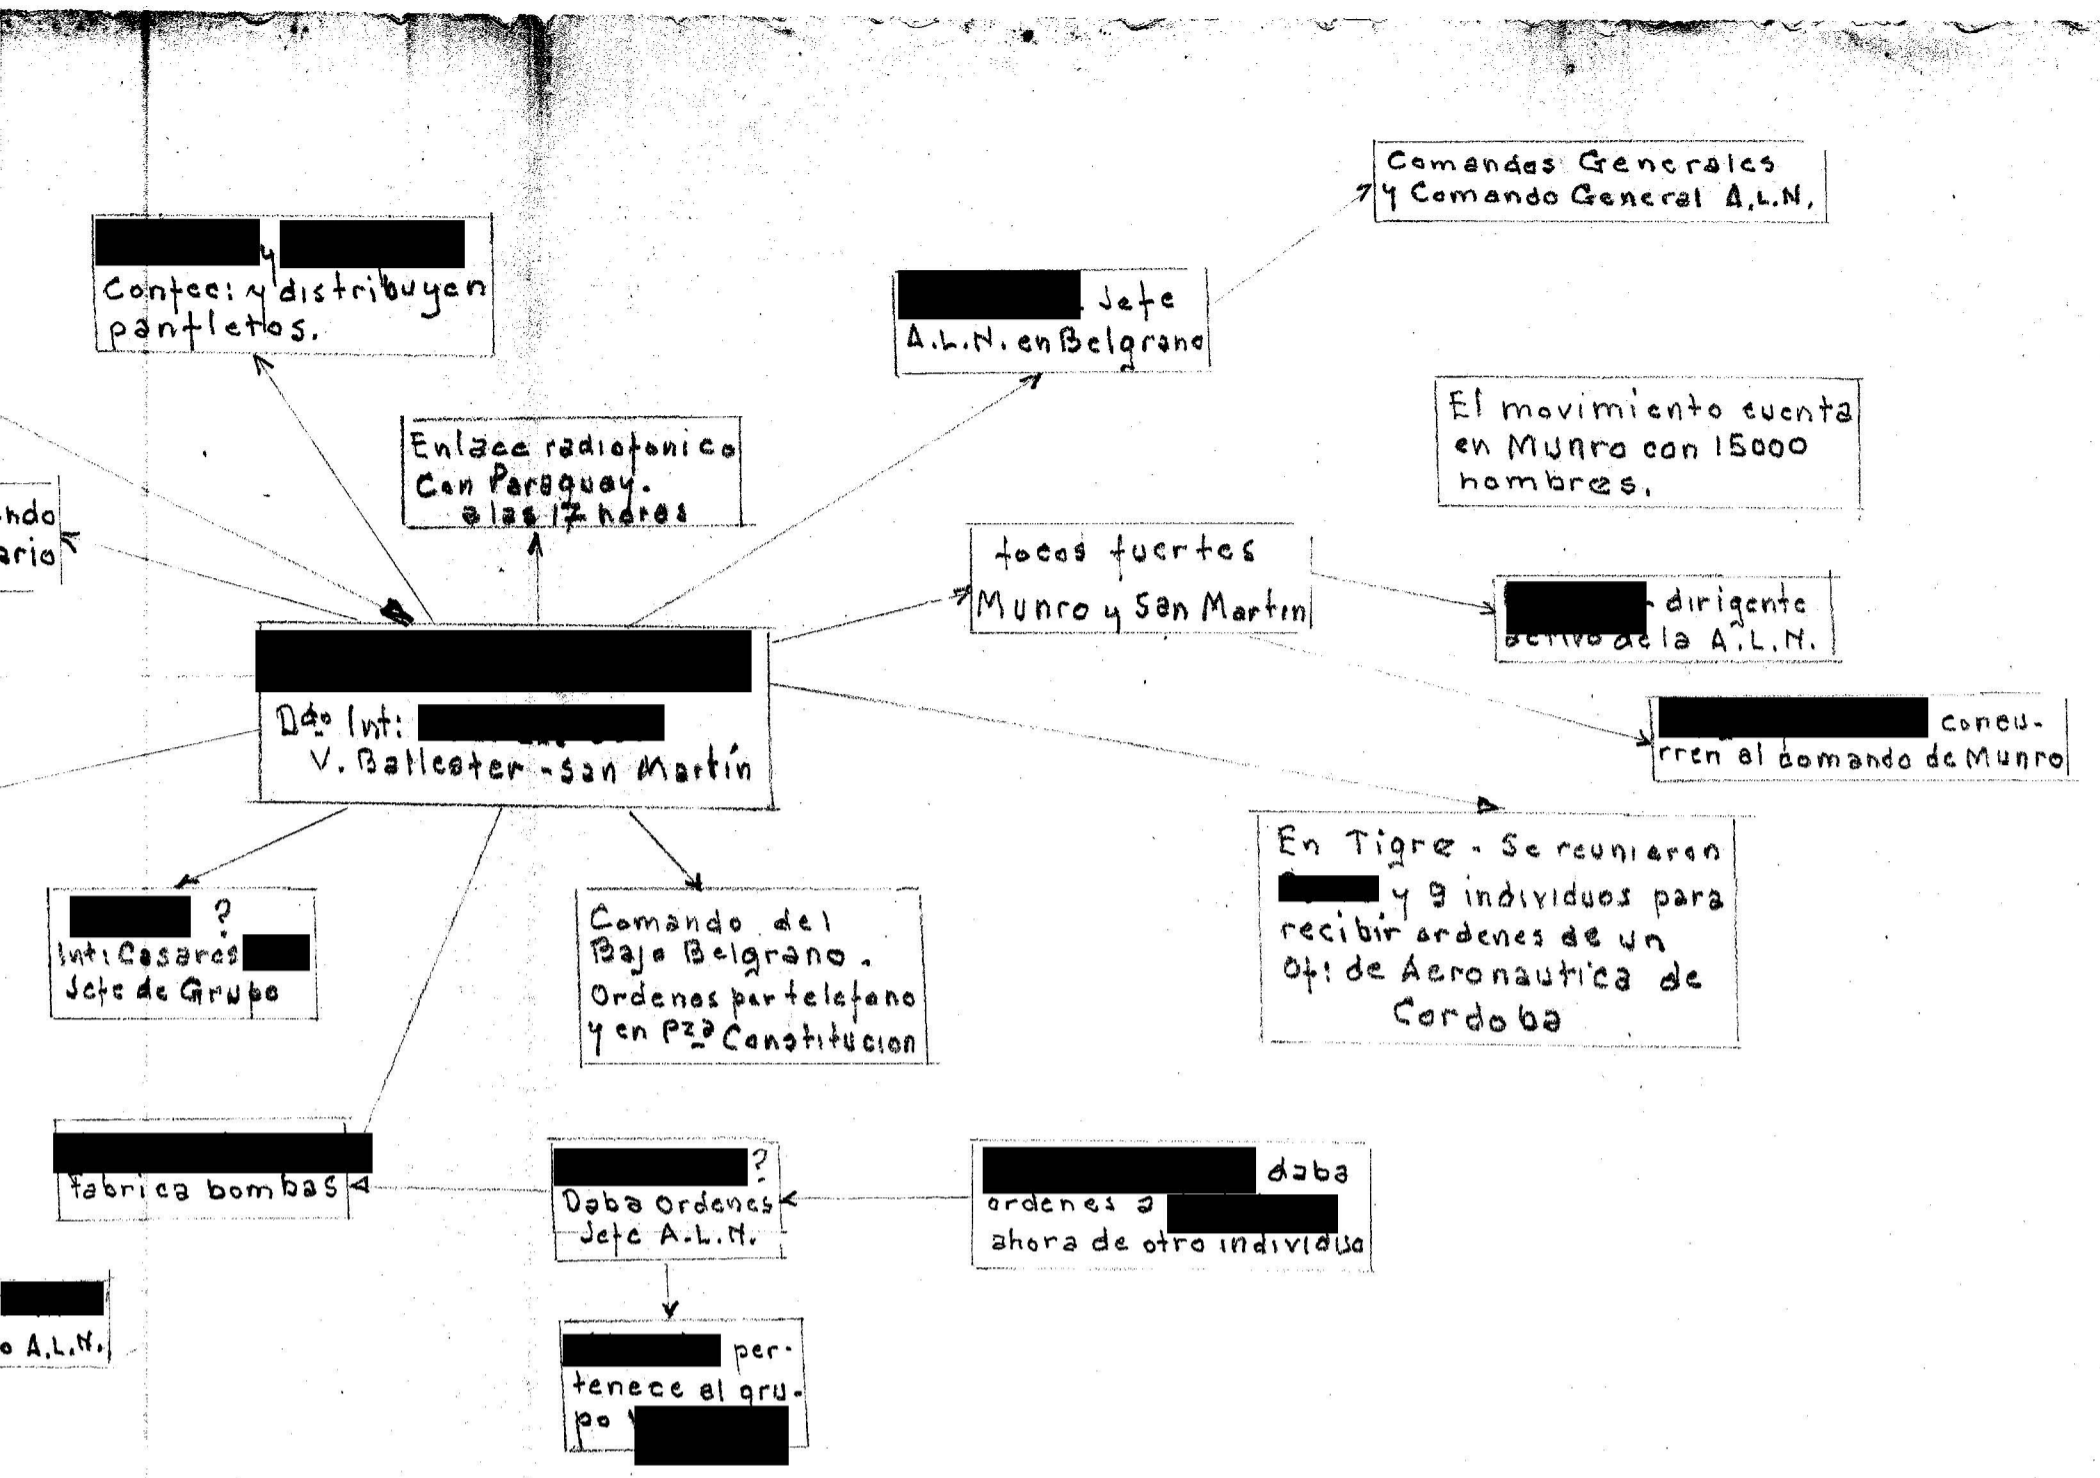 Comandos Generales
y Comando General A.L.N.
y
Confec: y distribuyen
panfletos.
Jefe
A.L.N. en Belgrano
Enlace radiofonico
Con Paraguay.
a las 17 horas
El movimiento cuenta
en Munro con 15000
hombres.
ndo
ario
focos fuertes
Munro y San Martin
- dirigente
activo de la A.L.N.
Ddo Int:
V. Ballester - San Martín
concu-
rren al comando de Munro
En Tigre - Se reunieron
y 9 individuos para
recibir ordenes de un
Of: de Aeronautica de
Cordoba
?
Int: Casares
Jefe de Grupo
Comando del
Bajo Belgrano.
Ordenes por telefono
y en Pza Constitucion
Fabrica bombas
?
Daba Ordenes
Jefe A.L.N.
daba
ordenes a
ahora de otro individuo
o A.L.N.
per-
tenece al gru-
po